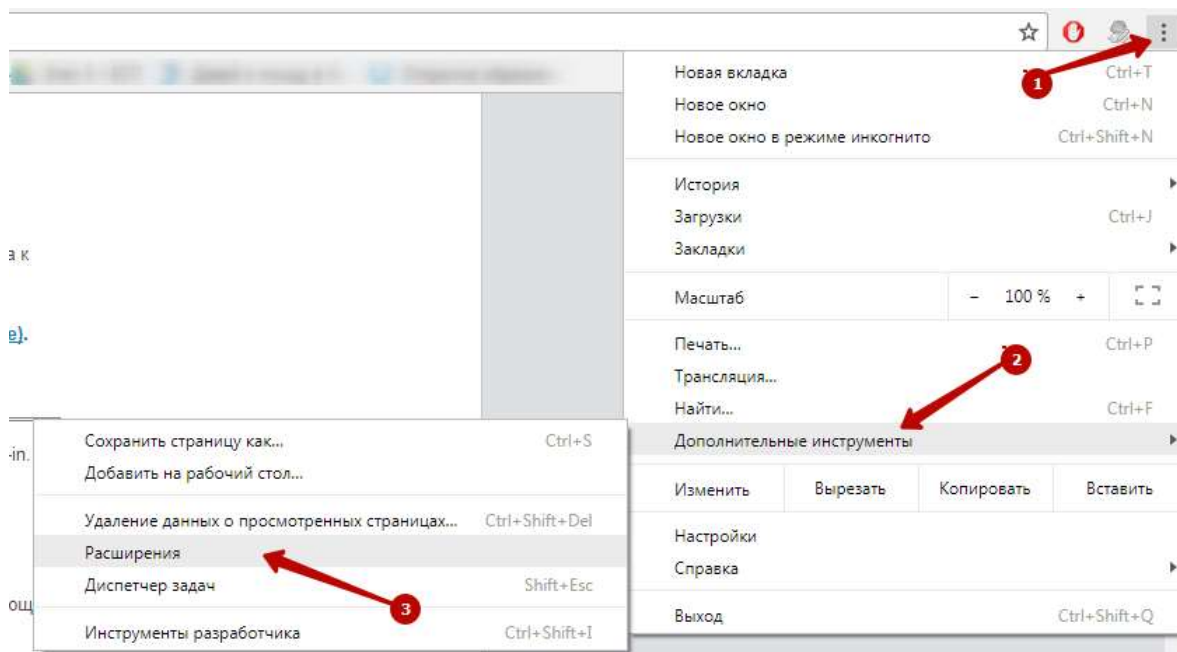 1
Новая вкладка Ctrl+T
Новое окно Ctrl+N
Новое окно в режиме инкогнито Ctrl+Shift+N
История
Загрузки Ctrl+J
Закладки
а к
Масштаб - 100 % +
е).
Печать... Ctrl+P
2
Трансляция...
Найти... Ctrl+F
Дополнительные инструменты
-in.
Сохранить страницу как... Ctrl+S
Добавить на рабочий стол...
Изменить Вырезать Копировать Вставить
Удаление данных о просмотренных страницах... Ctrl+Shift+Del
Настройки
Расширения
Справка
Диспетчер задач Shift+Esc
3
ощ
Выход Ctrl+Shift+Q
Инструменты разработчика Ctrl+Shift+I